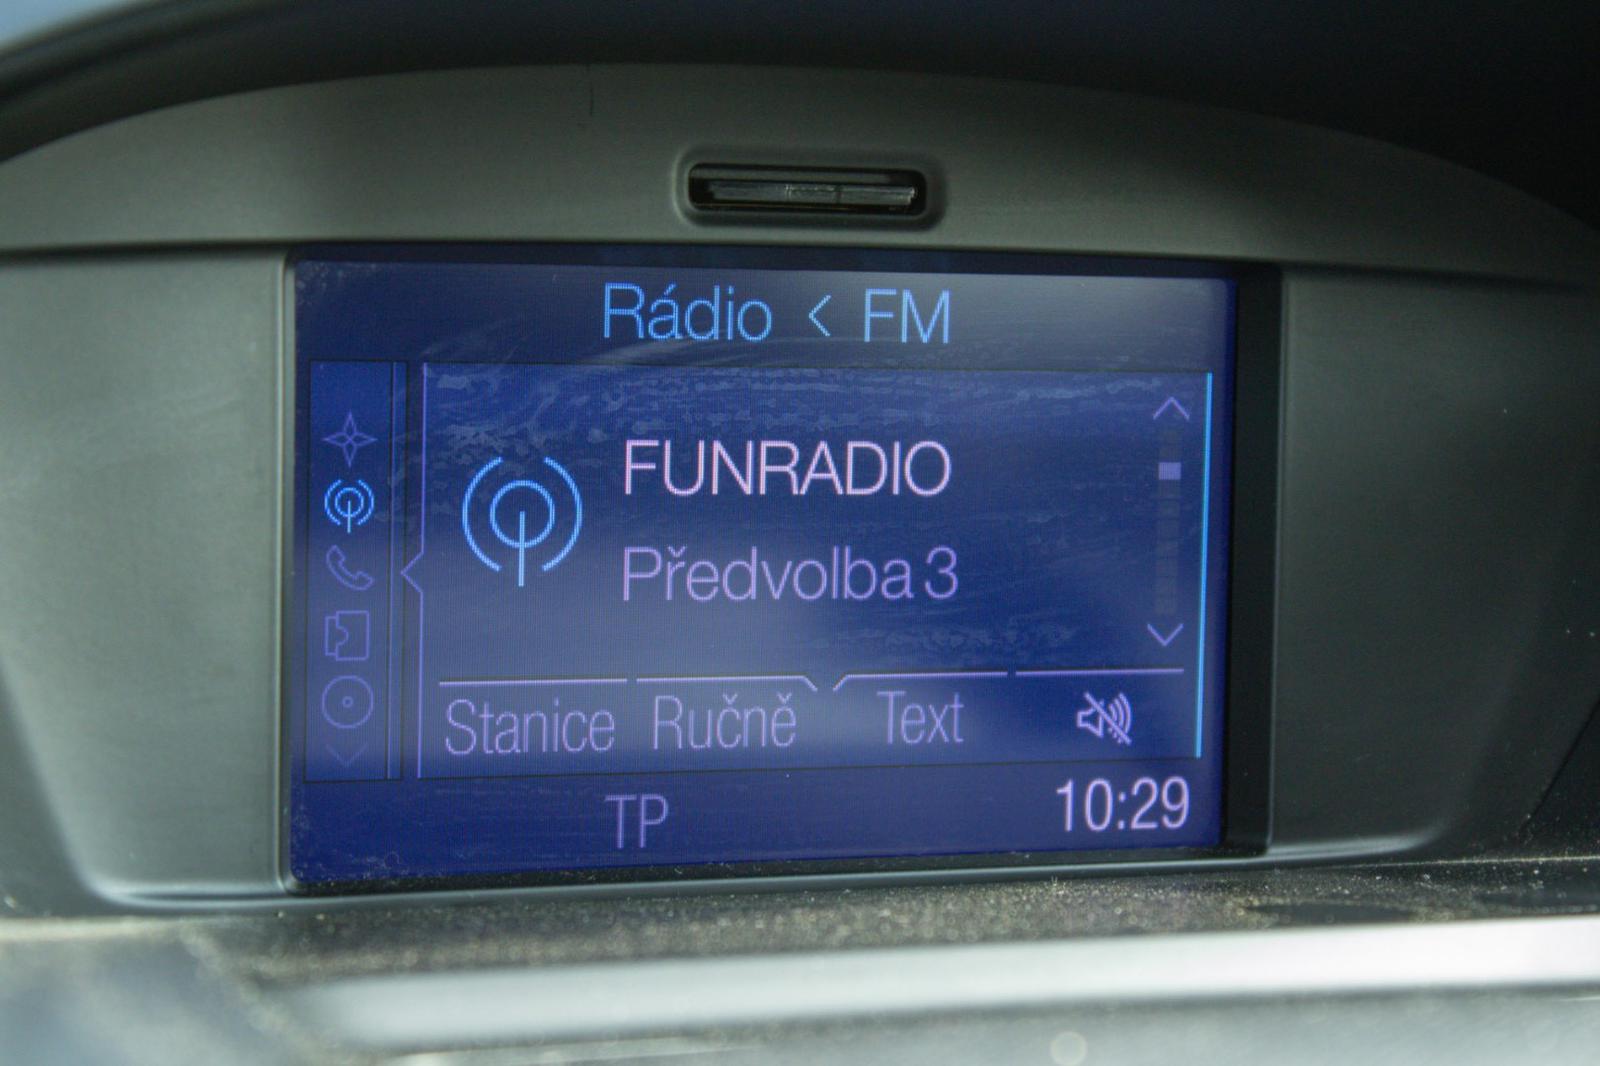 Rádio < FM
FUNRADIO
Předvolba 3
Stanice Ručně Text
TP 10:29